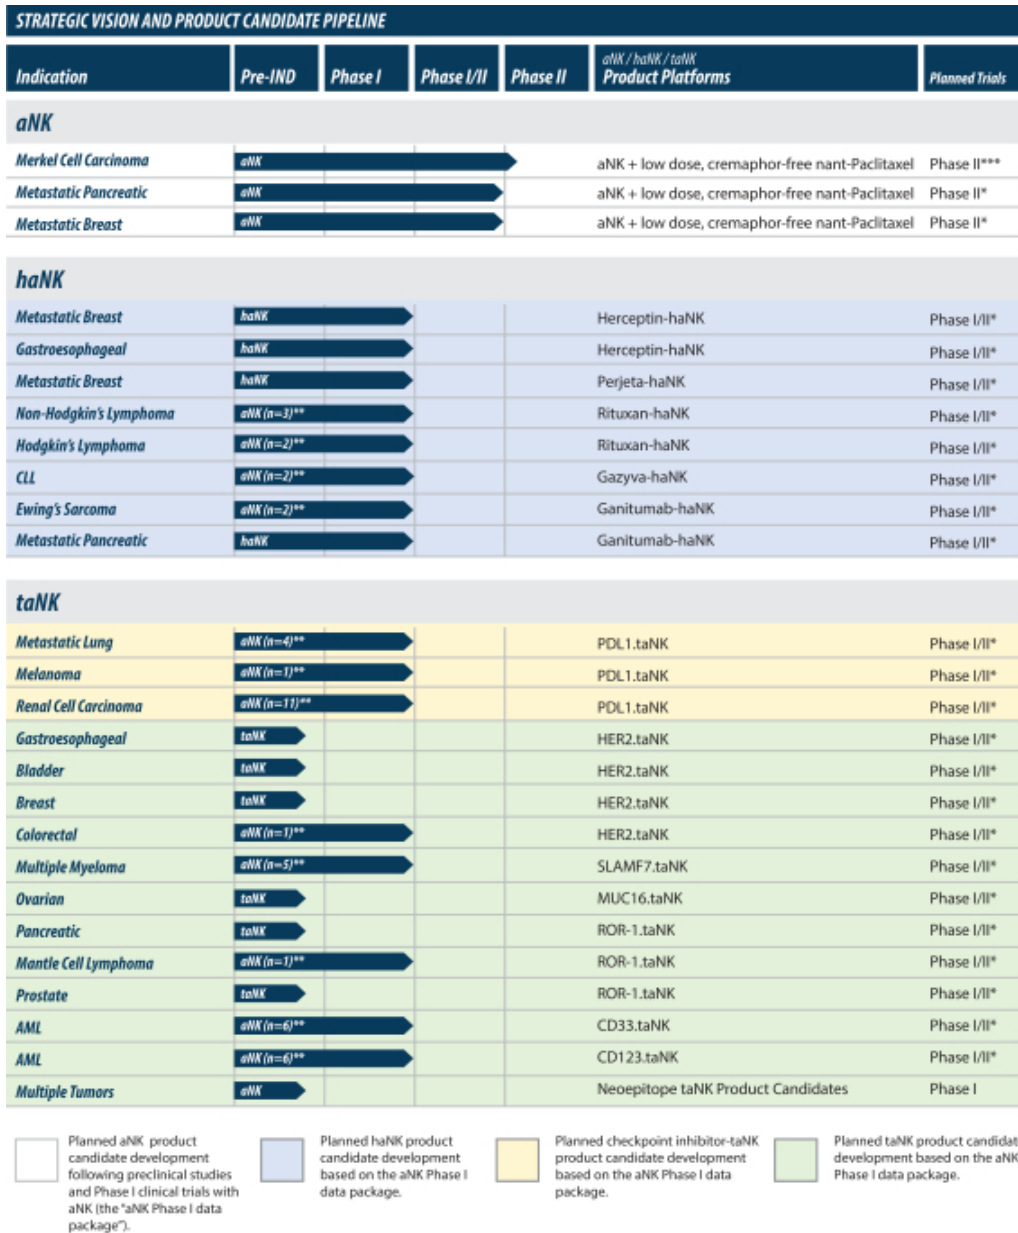 STRATEGIC VISION AND PRODUCT CANDIDATE PIPELINE
Indication Pre-IND Phase I Phase I/II Phase II aNK / haNK / taNK Product Platforms Planned Trials
aNK
Merkel Cell Carcinoma aNK aNK + low dose, cremaphor-free nant-Paclitaxel Phase II***
Metastatic Pancreatic aNK aNK + low dose, cremaphor-free nant-Paclitaxel Phase II*
Metastatic Breast aNK aNK + low dose, cremaphor-free nant-Paclitaxel Phase II*
haNK
Metastatic Breast haNK Herceptin-haNK Phase I/II*
Gastroesophageal haNK Herceptin-haNK Phase I/II*
Metastatic Breast haNK Perjeta-haNK Phase I/II*
Non-Hodgkin's Lymphoma aNK (n=3)** Rituxan-haNK Phase I/II*
Hodgkin's Lymphoma aNK (n=2)** Rituxan-haNK Phase I/II*
CLL aNK (n=2)** Gazyva-haNK Phase I/II*
Ewing's Sarcoma aNK (n=2)** Ganitumab-haNK Phase I/II*
Metastatic Pancreatic haNK Ganitumab-haNK Phase I/II*
taNK
Metastatic Lung aNK (n=4)** PDL1.taNK Phase I/II*
Melanoma aNK (n=1)** PDL1.taNK Phase I/II*
Renal Cell Carcinoma aNK (n=11)** PDL1.taNK Phase I/II*
Gastroesophageal taNK HER2.taNK Phase I/II*
Bladder taNK HER2.taNK Phase I/II*
Breast taNK HER2.taNK Phase I/II*
Colorectal aNK (n=1)** HER2.taNK Phase I/II*
Multiple Myeloma aNK (n=5)** SLAMF7.taNK Phase I/II*
Ovarian taNK MUC16.taNK Phase I/II*
Pancreatic taNK ROR-1.taNK Phase I/II*
Mantle Cell Lymphoma aNK (n=1)** ROR-1.taNK Phase I/II*
Prostate taNK ROR-1.taNK Phase I/II*
AML aNK (n=6)** CD33.taNK Phase I/II*
AML aNK (n=6)** CD123.taNK Phase I/II*
Multiple Tumors aNK Neoepitope taNK Product Candidates Phase I
Planned aNK product
candidate development
following preclinical studies
and Phase I clinical trials with
aNK (the "aNK Phase I data
package").
Planned haNK product
candidate development
based on the aNK Phase I
data package.
Planned checkpoint inhibitor-taNK
product candidate development
based on the aNK Phase I data
package.
Planned taNK product candidat
development based on the aNK
Phase I data package.